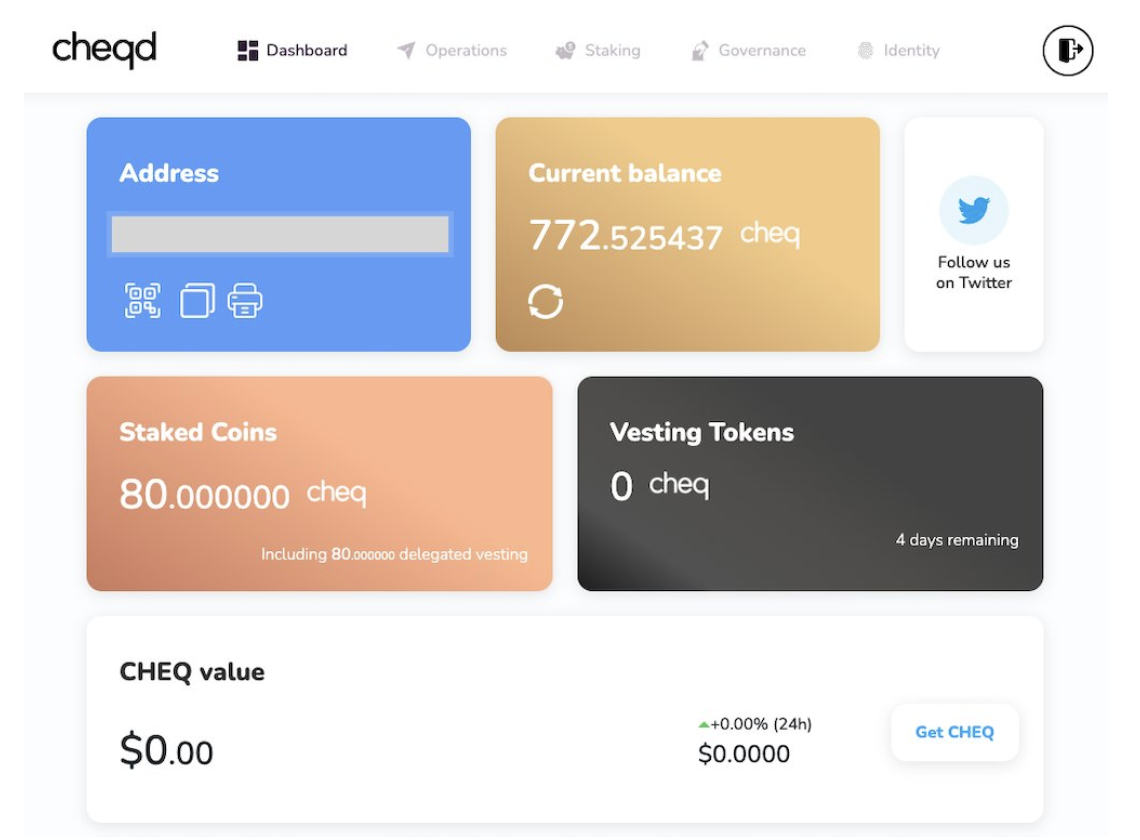 cheqd
Dashboard
Operations
Staking
Governance
Identity
Address
Current balance
772.525437 cheq
Follow us
on Twitter
Staked Coins
80.000000 cheq
Including 80.000000 delegated vesting
Vesting Tokens
0 cheq
4 days remaining
CHEQ value
$0.00
+0.00% (24h)
$0.0000
Get CHEQ